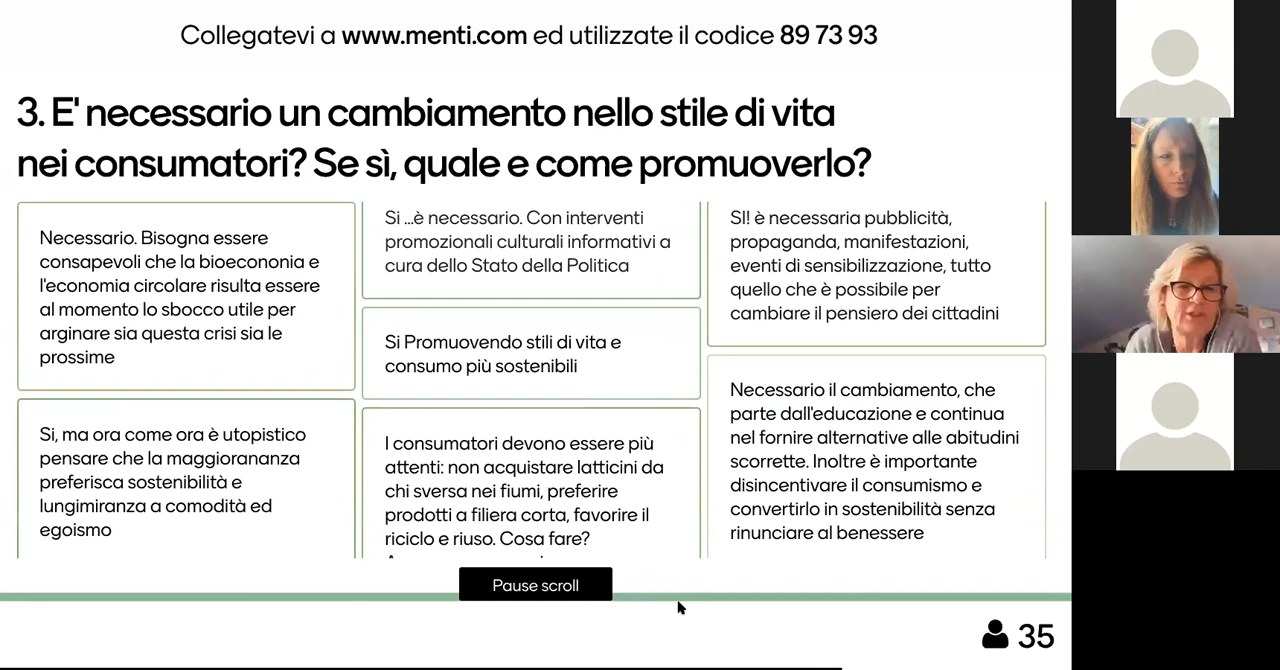 Collegatevi a www.menti.com ed utilizzate il codice 89 73 93
3. E' necessario un cambiamento nello stile di vita
nei consumatori? Se sì, quale e come promuoverlo?
Necessario. Bisogna essere
consapevoli che la bioeconomia e
l'economia circolare risulta essere
al momento lo sbocco utile per
arginare sia questa crisi sia le
prossime
Si, ma ora come ora è utopistico
pensare che la maggiorananza
preferisca sostenibilità e
lungimiranza a comodità ed
egoismo
Si ...è necessario. Con interventi
promozionali culturali informativi a
cura dello Stato della Politica
Si Promuovendo stili di vita e
consumo più sostenibili
I consumatori devono essere più
attenti: non acquistare latticini da
chi sversa nei fiumi, preferire
prodotti a filiera corta, favorire il
riciclo e riuso. Cosa fare?
SI! è necessaria pubblicità,
propaganda, manifestazioni,
eventi di sensibilizzazione, tutto
quello che è possibile per
cambiare il pensiero dei cittadini
Necessario il cambiamento, che
parte dall'educazione e continua
nel fornire alternative alle abitudini
scorrette. Inoltre è importante
disincentivare il consumismo e
convertirlo in sostenibilità senza
rinunciare al benessere
Pause scroll
35